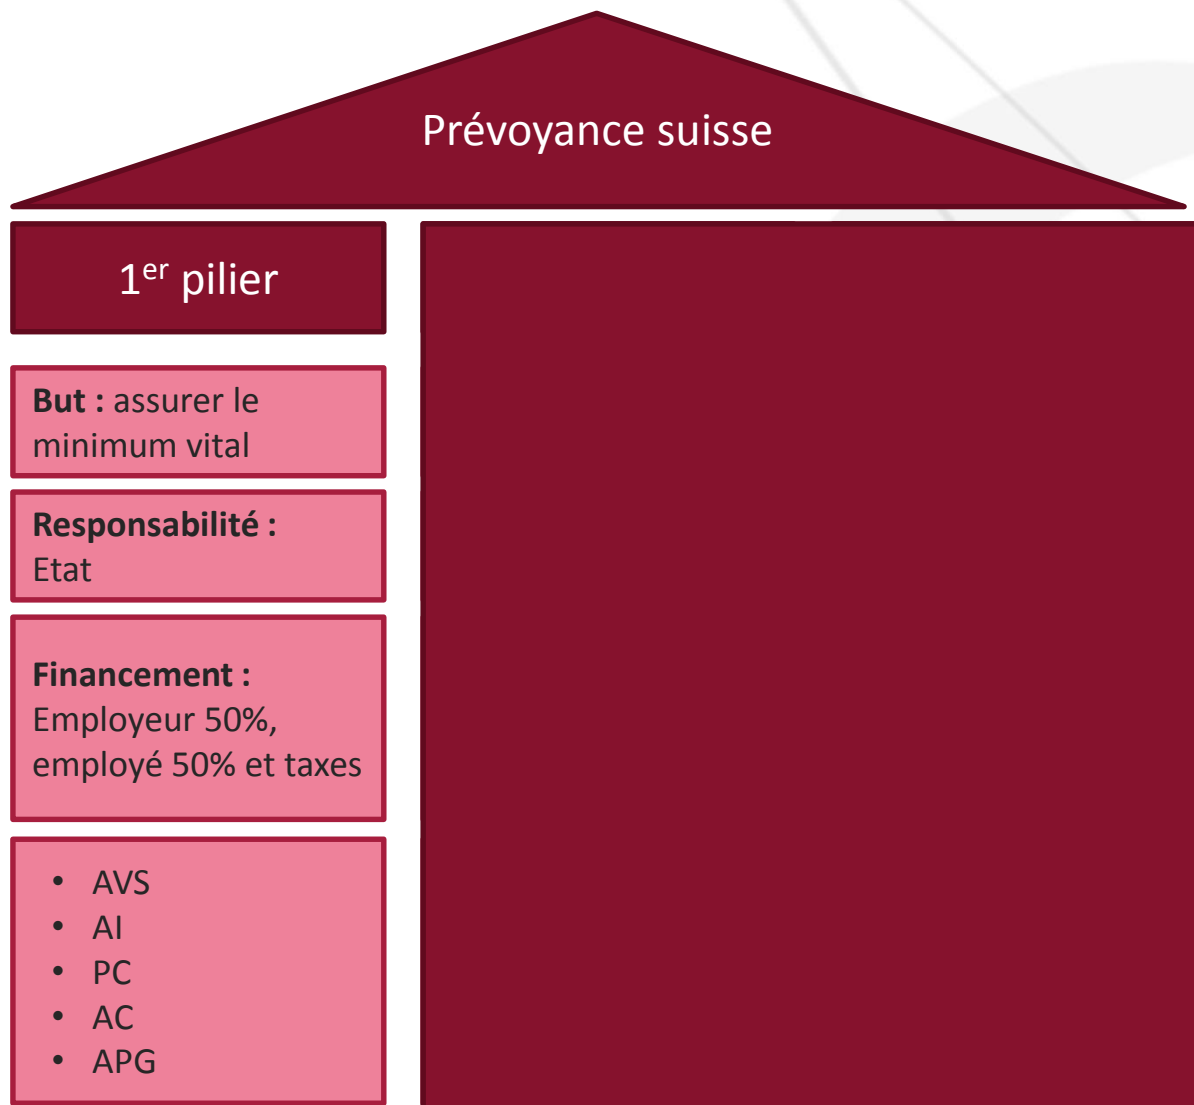 Prévoyance suisse
1er pilier
But : assurer le
minimum vital
Responsabilité :
Etat
Financement :
Employeur 50%,
employé 50% et taxes
• AVS
• AI
• PC
• AC
• APG